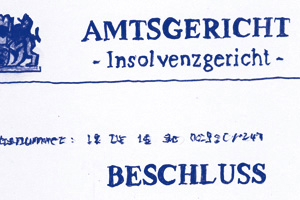 AMTSGERICHT
- Insolvenzgericht -
BESCHLUSS